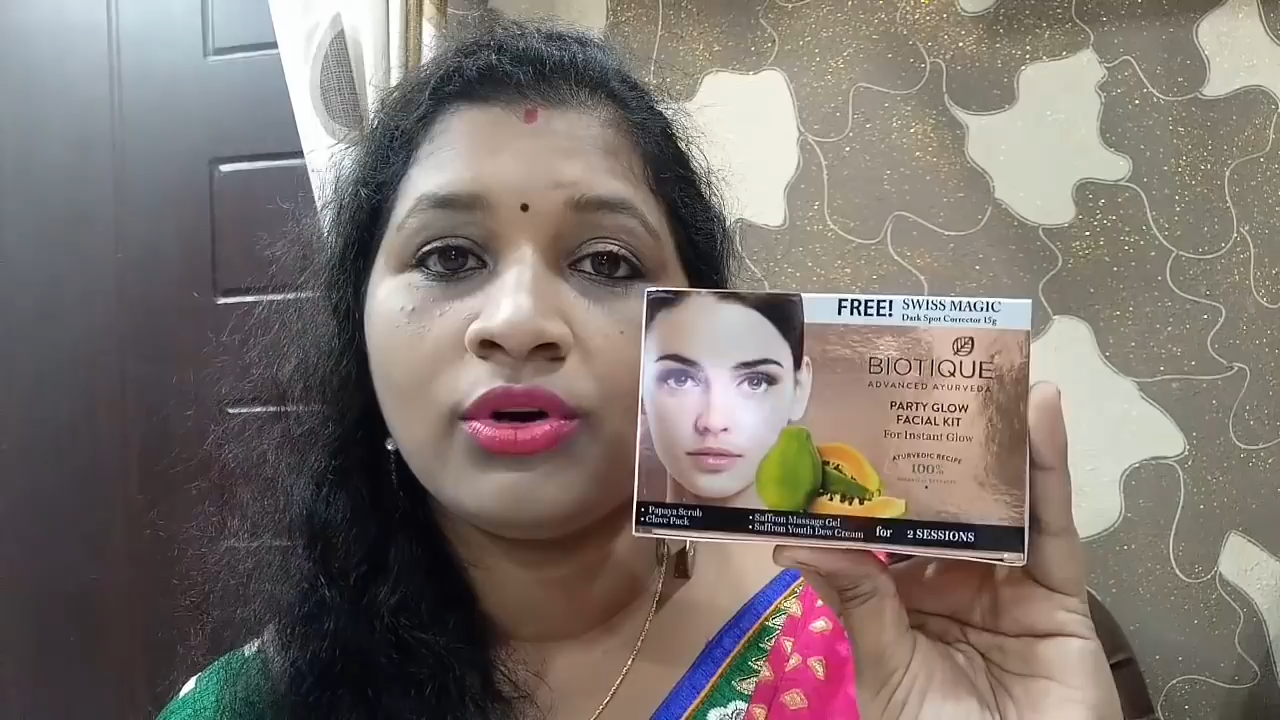 FREE! SWISS MAGIC
Dark Spot Corrector 15g
BIOTIQUE
ADVANCED AYURVEDA
PARTY GLOW
FACIAL KIT
For Instant Glow
AYURVEDIC RECIPE
100%
• Papaya Scrub
• Clove Pack
• Saffron Massage Gel
• Saffron Youth Dew Cream
for 2 SESSIONS